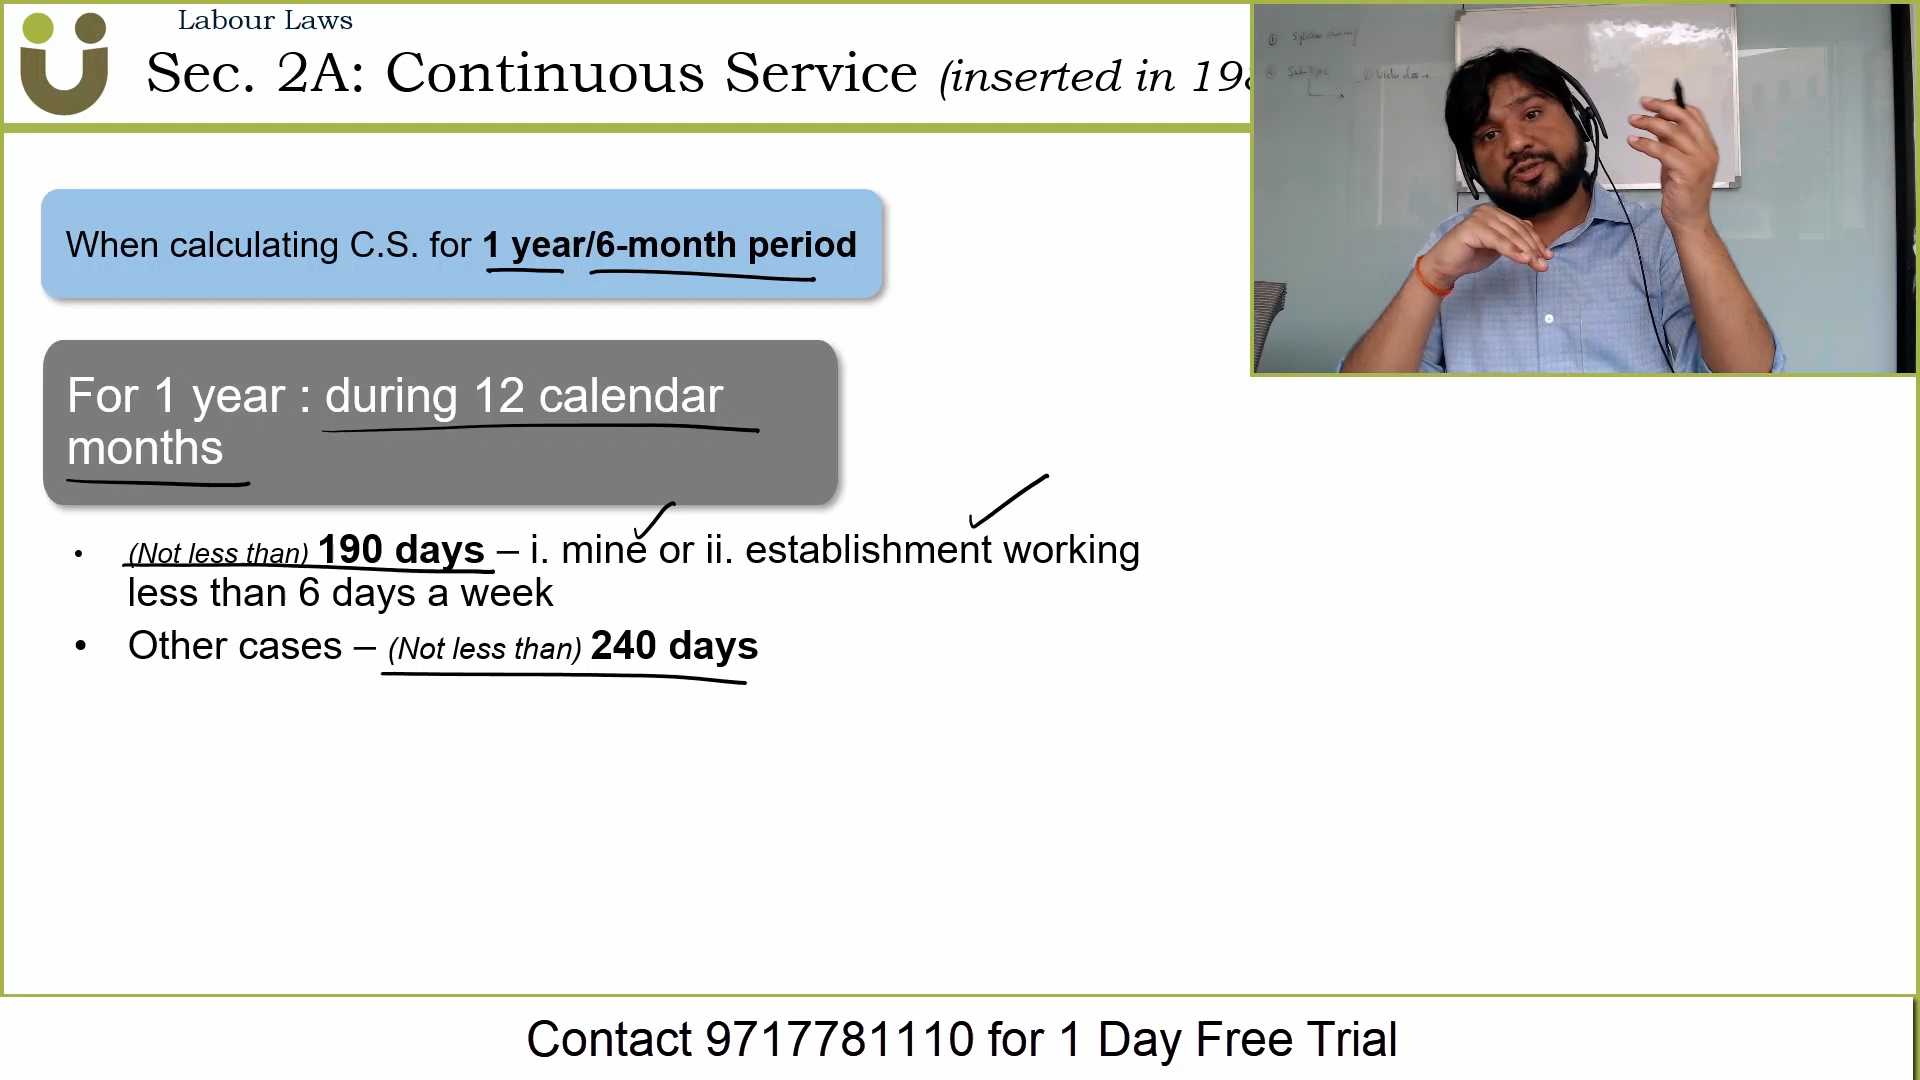 Labour Laws
Sec. 2A: Continuous Service (inserted in 198
When calculating C.S. for 1 year/6-month period
For 1 year : during 12 calendar
months
• (Not less than) 190 days – i. mine or ii. establishment working
less than 6 days a week
• Other cases – (Not less than) 240 days
Contact 9717781110 for 1 Day Free Trial